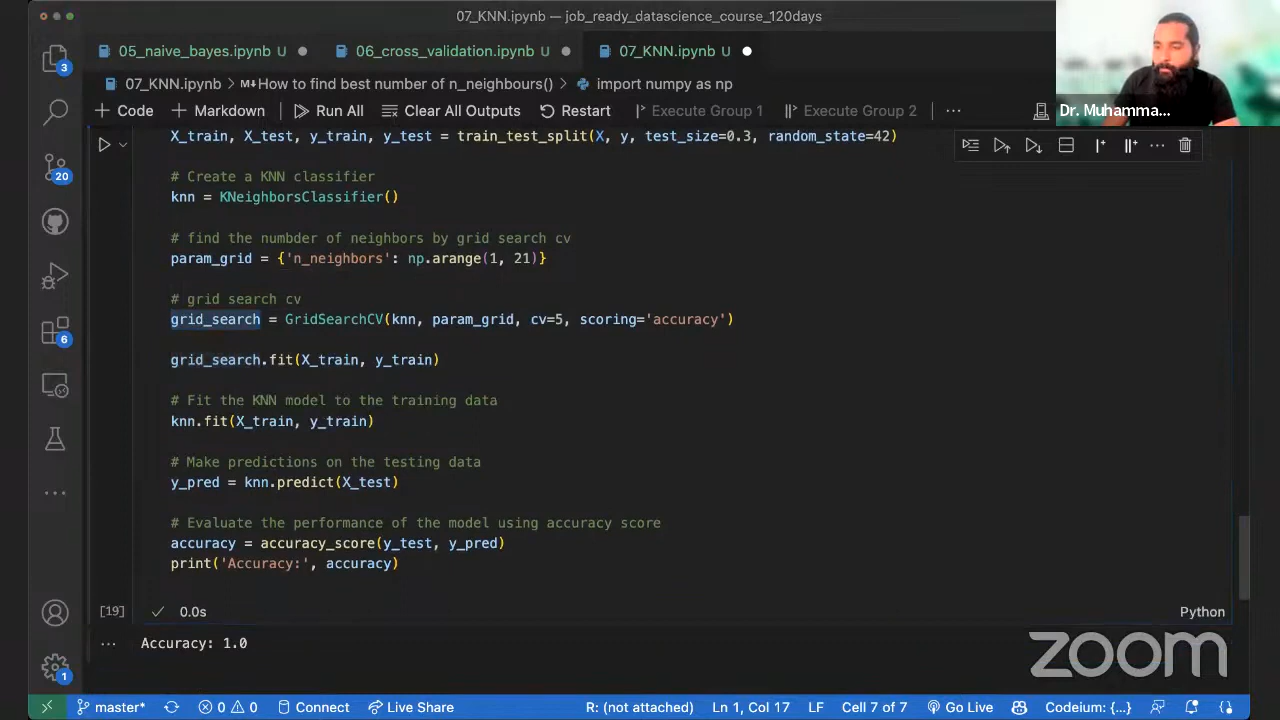 07_KNN.ipynb — job_ready_datascience_course_120days
05_naive_bayes.ipynb U
06_cross_validation.ipynb U
07_KNN.ipynb U
07_KNN.ipynb > M↓How to find best number of n_neighbours() > import numpy as np
+ Code + Markdown Run All Clear All Outputs Restart Execute Group 1 Execute Group 2 ...
Dr. Muhamma...
X_train, X_test, y_train, y_test = train_test_split(X, y, test_size=0.3, random_state=42)
# Create a KNN classifier
knn = KNeighborsClassifier()
# find the numbder of neighbors by grid search cv
param_grid = {'n_neighbors': np.arange(1, 21)}
# grid search cv
grid_search = GridSearchCV(knn, param_grid, cv=5, scoring='accuracy')
grid_search.fit(X_train, y_train)
# Fit the KNN model to the training data
knn.fit(X_train, y_train)
# Make predictions on the testing data
y_pred = knn.predict(X_test)
# Evaluate the performance of the model using accuracy score
accuracy = accuracy_score(y_test, y_pred)
print('Accuracy:', accuracy)
[19] ✓ 0.0s
Python
... Accuracy: 1.0
3
20
6
1
zoom
master* 0 0 Connect Live Share R: (not attached) Ln 1, Col 17 LF Cell 7 of 7 Go Live Codeium: {...}